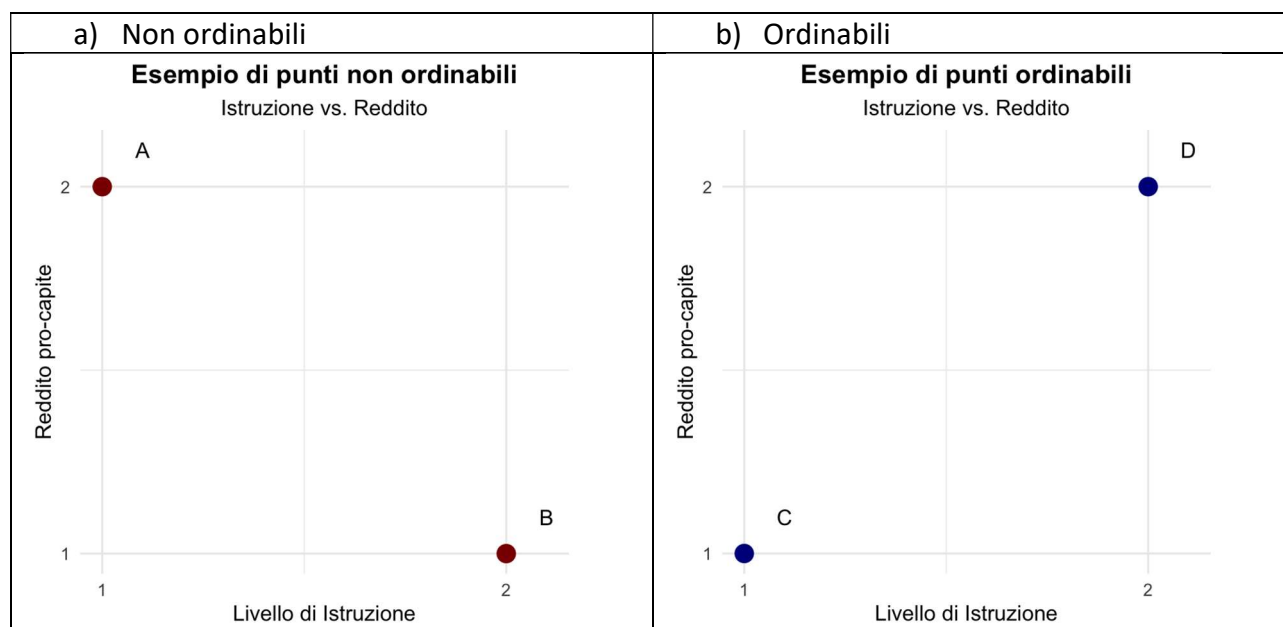 a) Non ordinabili
b) Ordinabili
Esempio di punti non ordinabili
Istruzione vs. Reddito
A
2
Reddito pro-capite
B
1
1
2
Livello di Istruzione
Esempio di punti ordinabili
Istruzione vs. Reddito
D
2
Reddito pro-capite
C
1
1
2
Livello di Istruzione